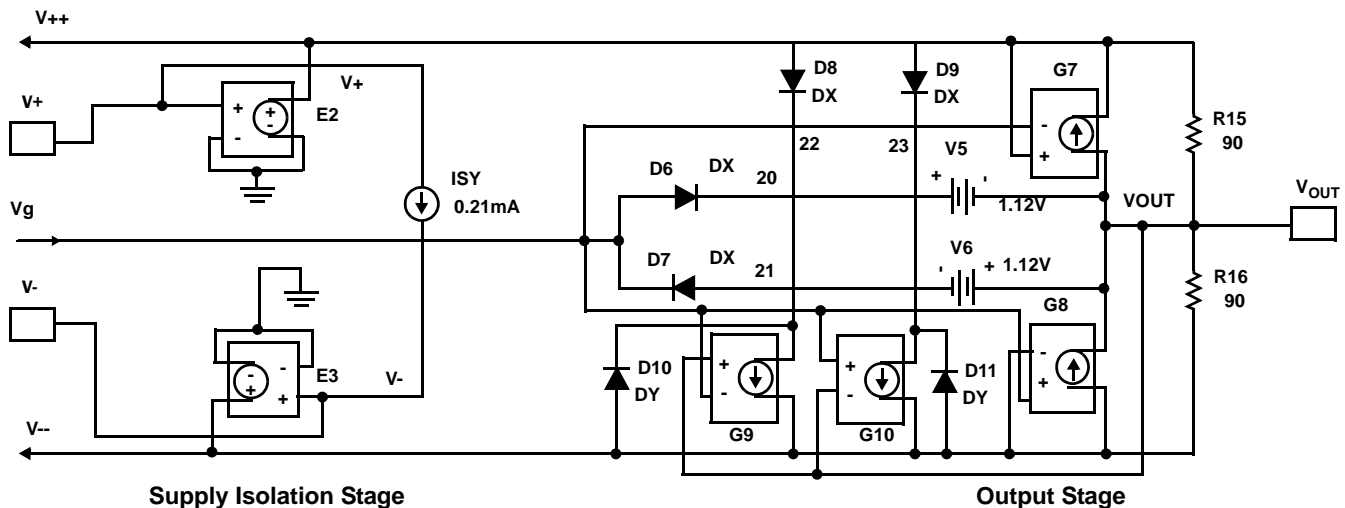 V++
V+
V+
+
-
+
-
E2
D8
DX
D9
DX
G7
-
+
R15
90
22
23
ISY
0.21mA
D6
DX
20
V5
+
-
1.12V
VOUT
VOUT
Vg
D7
DX
21
V6
-
+ 1.12V
V-
G8
R16
90
-
+
-
+
E3
V-
D10
DY
+
-
G9
+
-
G10
D11
DY
-
+
V--
Supply Isolation Stage
Output Stage